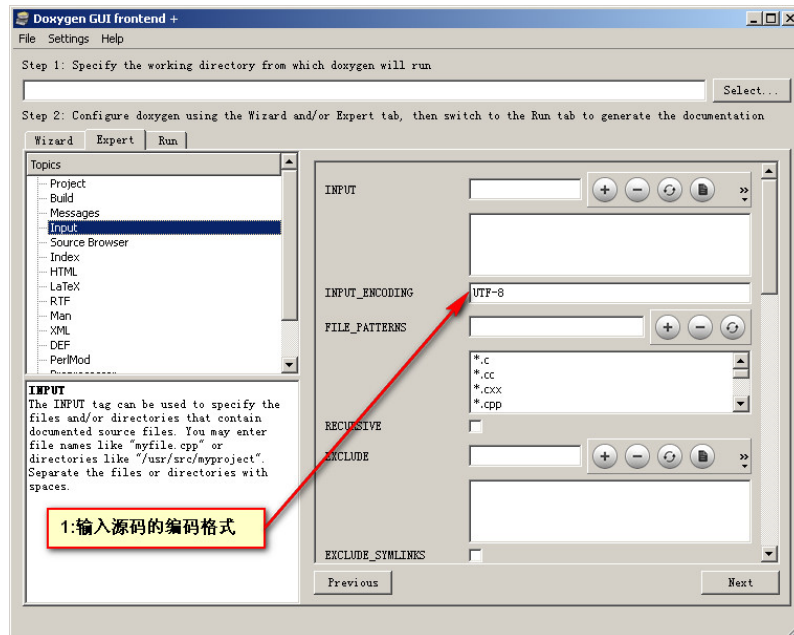 Doxygen GUI frontend +
File Settings Help
Step 1: Specify the working directory from which doxygen will run
Select...
Step 2: Configure doxygen using the Wizard and/or Expert tab, then switch to the Run tab to generate the documentation
Wizard Expert Run
Topics
Project
Build
Messages
Input
Source Browser
Index
HTML
LaTeX
RTF
Man
XML
DEF
PerlMod
INPUT
The INPUT tag can be used to specify the
files and/or directories that contain
documented source files. You may enter
file names like "myfile.cpp" or
directories like "/usr/src/myproject".
Separate the files or directories with
spaces.
1:输入源码的编码格式
INPUT
INPUT_ENCODING UTF-8
FILE_PATTERNS
*.c
*.cc
*.cxx
*.cpp
RECURSIVE
EXCLUDE
EXCLUDE_SYMLINKS
Previous Next